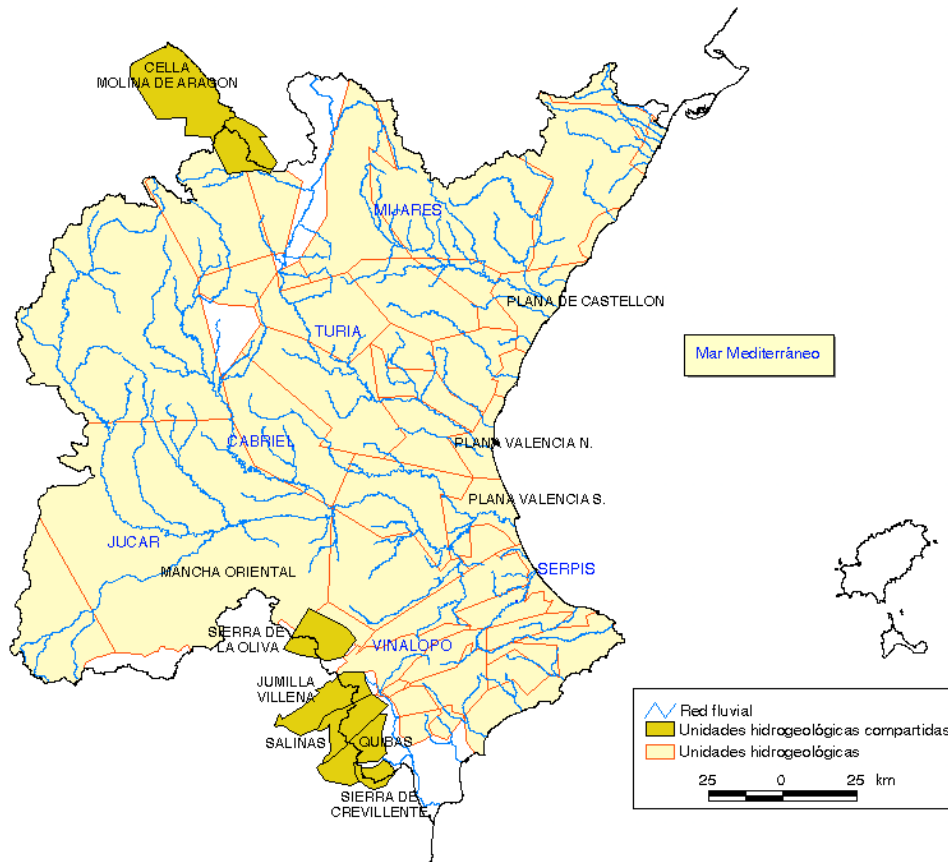 CELLA
MOLINA DE ARAGON
MIJARES
PLANA DE CASTELLON
TURIA
Mar Mediterráneo
CABRIEL
PLANA VALENCIA N.
PLANA VALENCIA S.
JUCAR
SERPIS
MANCHA ORIENTAL
SIERRA DE
LA OLIVA
VINALOPO
JUMILLA
VILLENA
SALINAS
QUIBAS
SIERRA DE
CREVILLENTE
Red fluvial
Unidades hidrogeológicas compartidas
Unidades hidrogeológicas
25 0 25 km